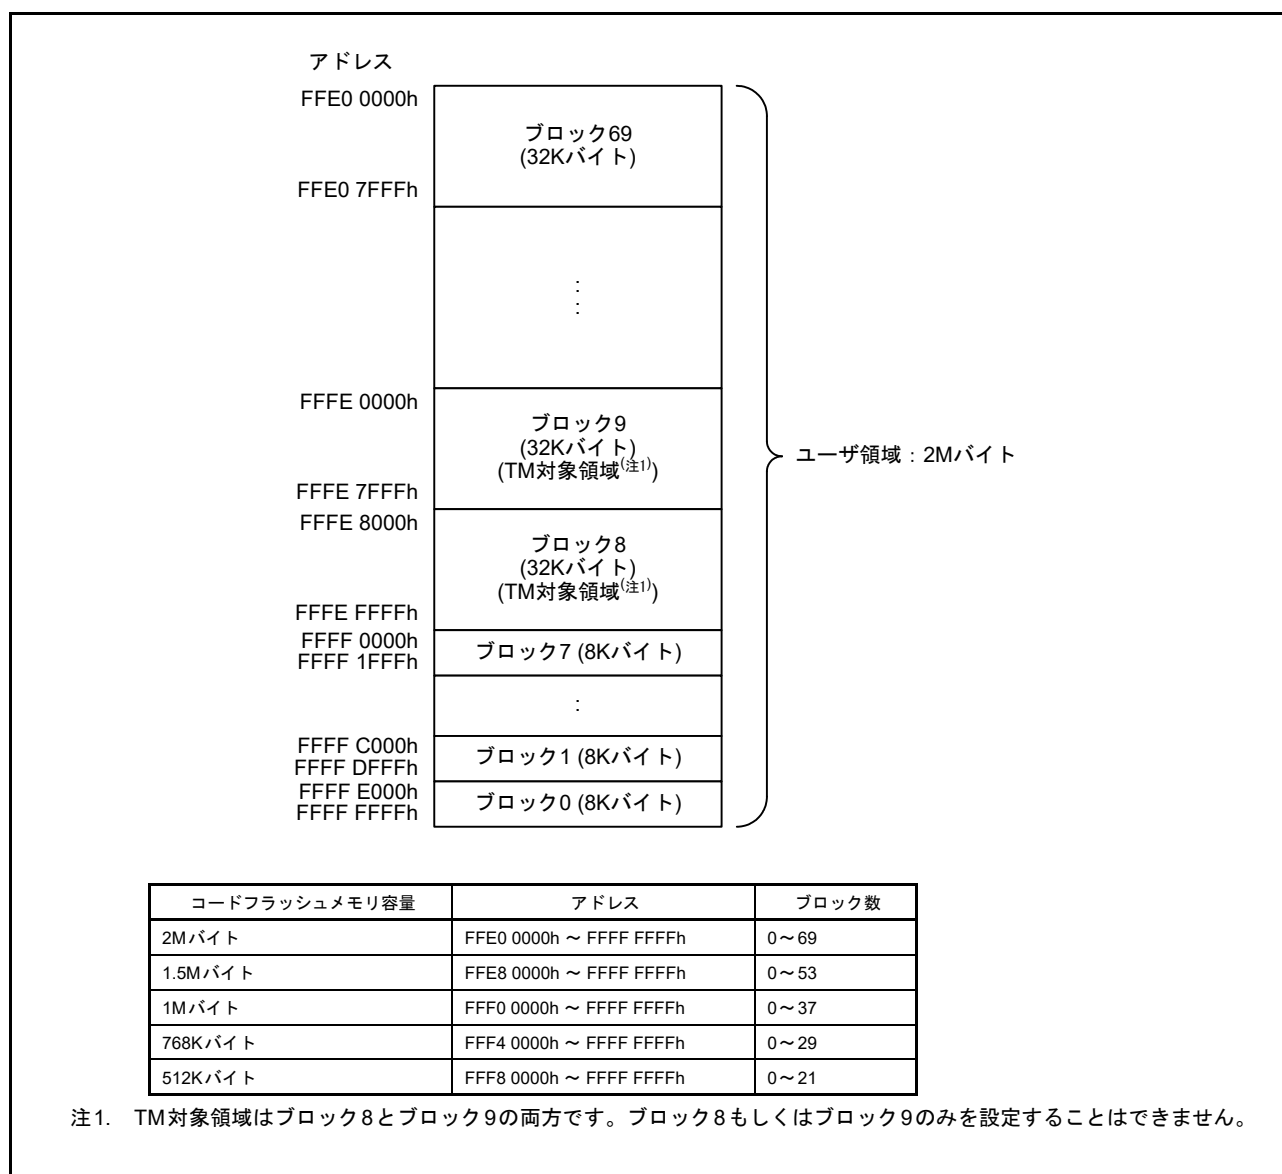 アドレス
FFE0 0000h
ブロック69
(32Kバイト)
FFE0 7FFFh
:
:
FFFE 0000h
ブロック9
(32Kバイト)
(TM対象領域(注1))
FFFE 7FFFh
ユーザ領域：2Mバイト
FFFE 8000h
ブロック8
(32Kバイト)
(TM対象領域(注1))
FFFE FFFFh
FFFF 0000h
FFFF 1FFFh
ブロック7 (8Kバイト)
:
FFFF C000h
FFFF DFFFh
ブロック1 (8Kバイト)
FFFF E000h
FFFF FFFFh
ブロック0 (8Kバイト)
コードフラッシュメモリ容量 アドレス ブロック数
2Mバイト FFE0 0000h ～ FFFF FFFFh 0～69
1.5Mバイト FFE8 0000h ～ FFFF FFFFh 0～53
1Mバイト FFF0 0000h ～ FFFF FFFFh 0～37
768Kバイト FFF4 0000h ～ FFFF FFFFh 0～29
512Kバイト FFF8 0000h ～ FFFF FFFFh 0～21
注1. TM対象領域はブロック8とブロック9の両方です。ブロック8もしくはブロック9のみを設定することはできません。